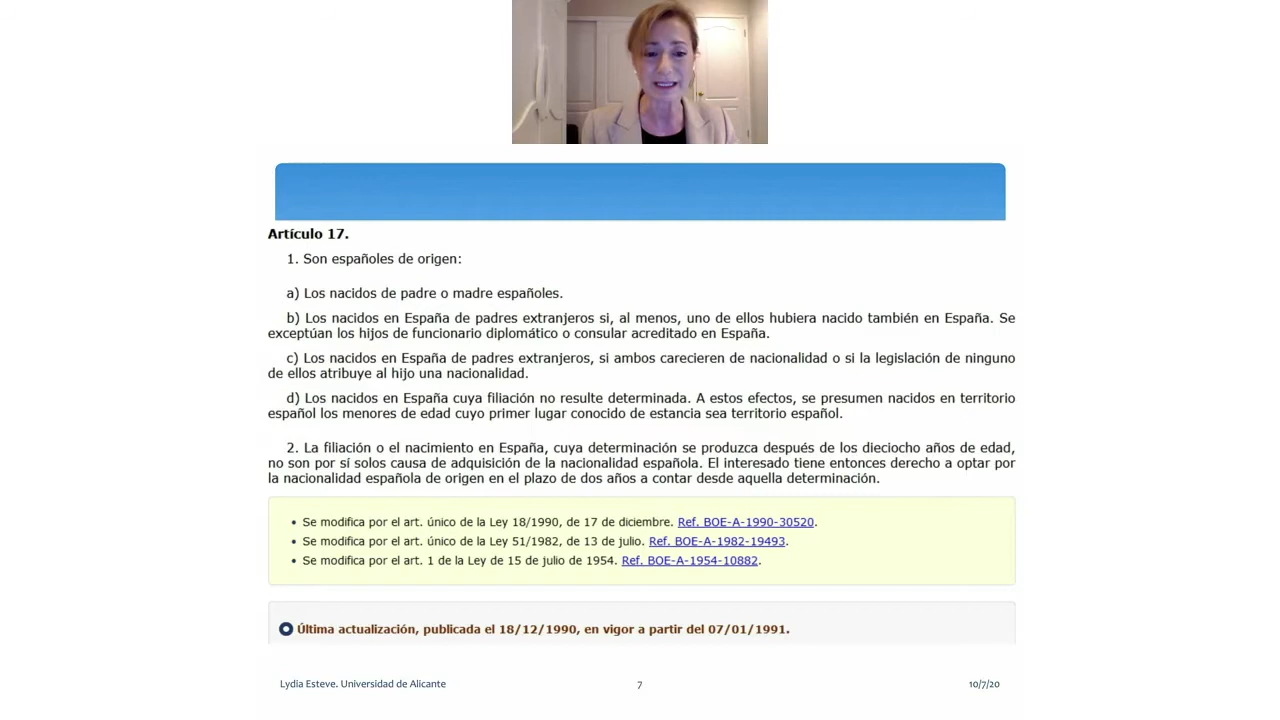 Artículo 17.
1. Son españoles de origen:
a) Los nacidos de padre o madre españoles.
b) Los nacidos en España de padres extranjeros si, al menos, uno de ellos hubiera nacido también en España. Se
exceptúan los hijos de funcionario diplomático o consular acreditado en España.
c) Los nacidos en España de padres extranjeros, si ambos carecieren de nacionalidad o si la legislación de ninguno
de ellos atribuye al hijo una nacionalidad.
d) Los nacidos en España cuya filiación no resulte determinada. A estos efectos, se presumen nacidos en territorio
español los menores de edad cuyo primer lugar conocido de estancia sea territorio español.
2. La filiación o el nacimiento en España, cuya determinación se produzca después de los dieciocho años de edad,
no son por sí solos causa de adquisición de la nacionalidad española. El interesado tiene entonces derecho a optar por
la nacionalidad española de origen en el plazo de dos años a contar desde aquella determinación.
• Se modifica por el art. único de la Ley 18/1990, de 17 de diciembre. Ref. BOE-A-1990-30520.
• Se modifica por el art. único de la Ley 51/1982, de 13 de julio. Ref. BOE-A-1982-19493.
• Se modifica por el art. 1 de la Ley de 15 de julio de 1954. Ref. BOE-A-1954-10882.
Última actualización, publicada el 18/12/1990, en vigor a partir del 07/01/1991.
Lydia Esteve. Universidad de Alicante
7
10/7/20